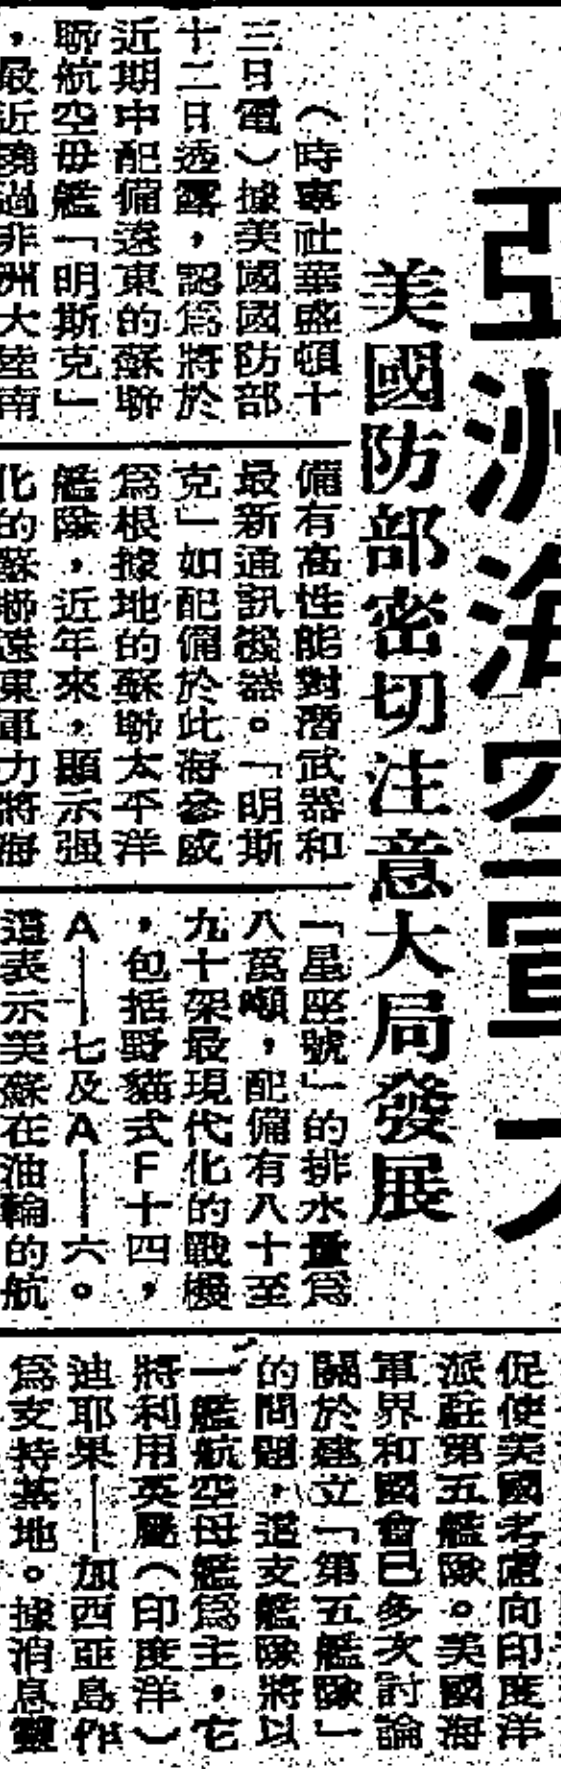 亞洲海空軍
美國防部密切注意大局發展
（時事社華盛頓十
三日電）據美國國防部
十二日透露，認爲將於
近期中配備遠東的蘇聯
聯航空毋艦「明斯克」
，最近繞過非洲大陸南
備有高性能對潛武器和
最新通訊機器。「明斯
克」如配備於此海參威
爲根據地的蘇聯太平洋
艦隊，近年來，顯示强
化的蘇聯遠東軍力將海
「星座號」的排水量爲
八萬噸，配備有八十至
九十架最現代化的戰機
，包括野貓式F十四，
A——七及A——六。
這表示美蘇在油輪的航
促使美國考慮向印度洋
派駐第五艦隊。美國海
軍界和國會已多次討論
關於建立「第五艦隊」
的問題，這支艦隊將以
一艦航空母艦爲主，它
將利用英屬（印度洋）
迪耶果——加西亞島作
爲支持基地。據消息靈